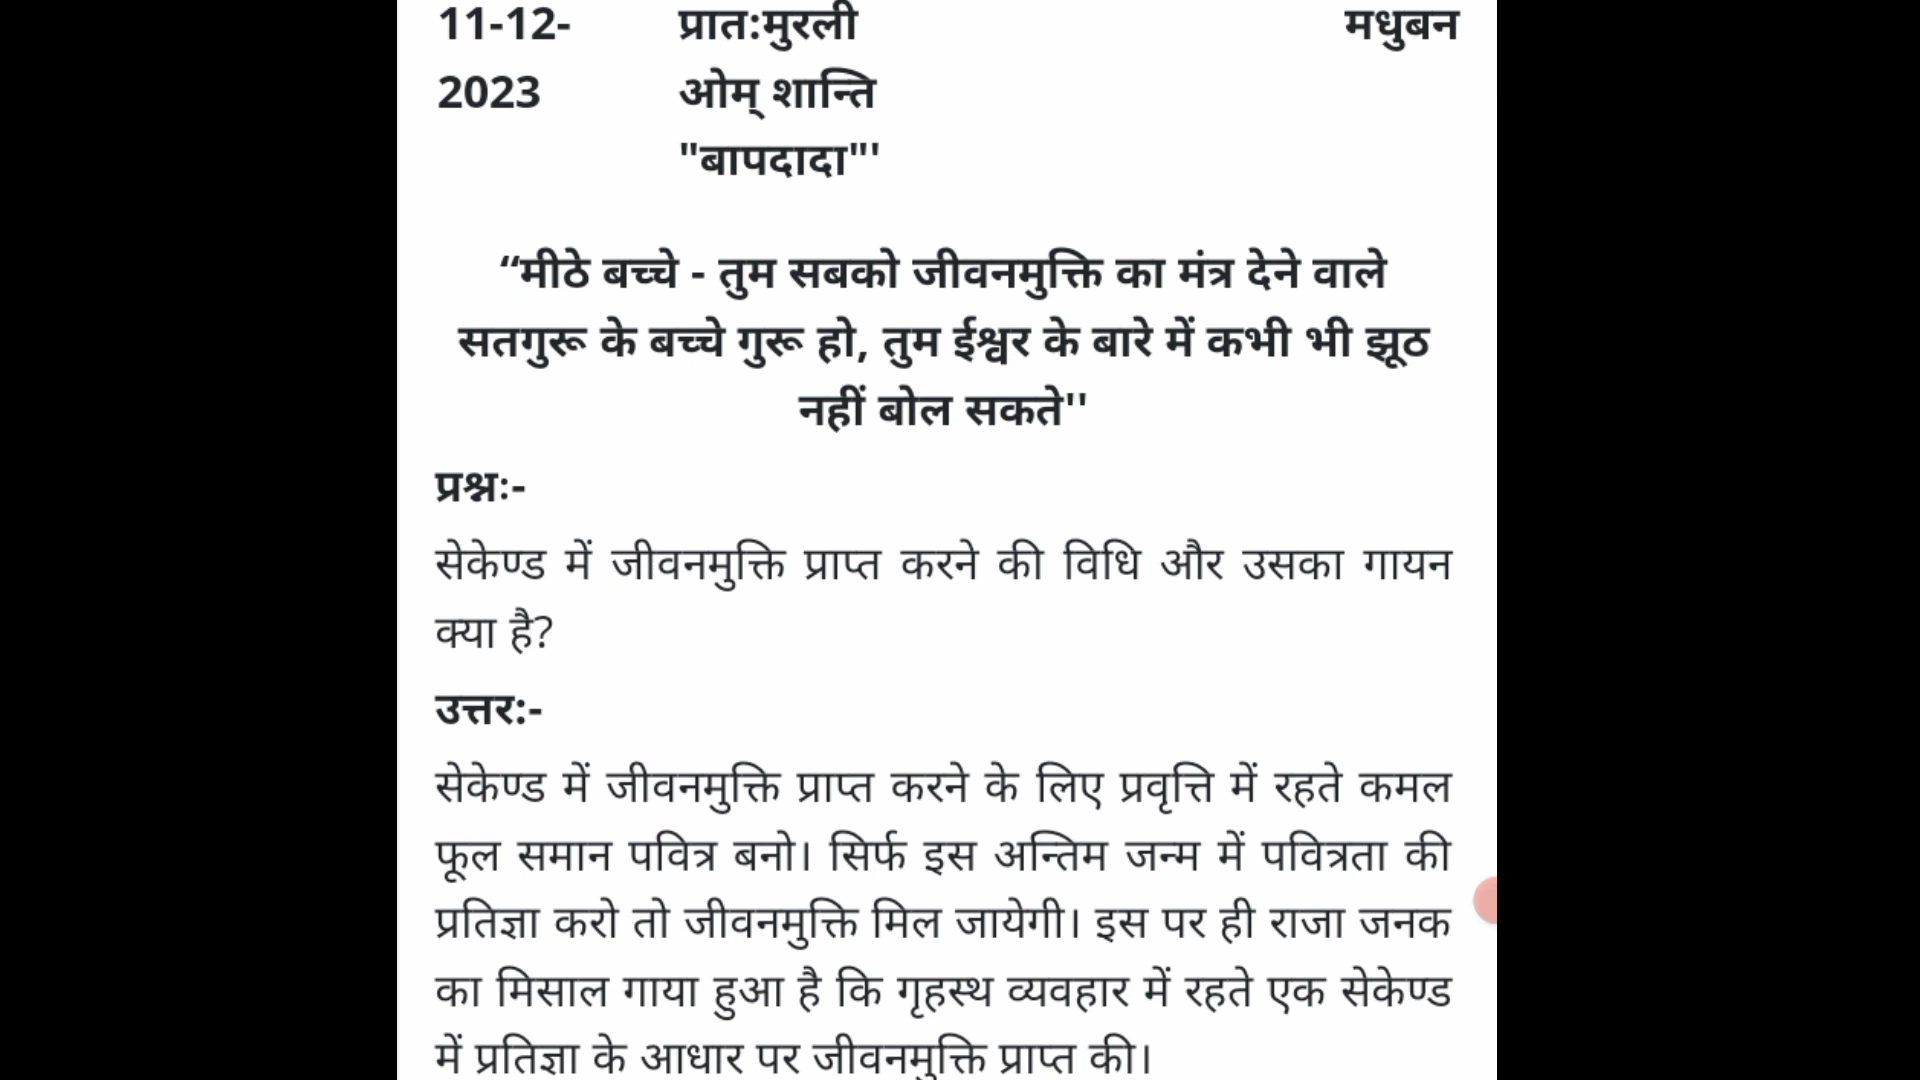 11-12- प्रात:मुरली मधुबन
2023 ओम् शान्ति
"बापदादा"'
“मीठे बच्चे - तुम सबको जीवनमुक्ति का मंत्र देने वाले
सतगुरू के बच्चे गुरू हो, तुम ईश्वर के बारे में कभी भी झूठ
नहीं बोल सकते''
प्रश्नः-
सेकेण्ड में जीवनमुक्ति प्राप्त करने की विधि और उसका गायन
क्या है?
उत्तर:-
सेकेण्ड में जीवनमुक्ति प्राप्त करने के लिए प्रवृत्ति में रहते कमल
फूल समान पवित्र बनो। सिर्फ इस अन्तिम जन्म में पवित्रता की
प्रतिज्ञा करो तो जीवनमुक्ति मिल जायेगी। इस पर ही राजा जनक
का मिसाल गाया हुआ है कि गृहस्थ व्यवहार में रहते एक सेकेण्ड
में प्रतिज्ञा के आधार पर जीवनमुक्ति प्राप्त की।